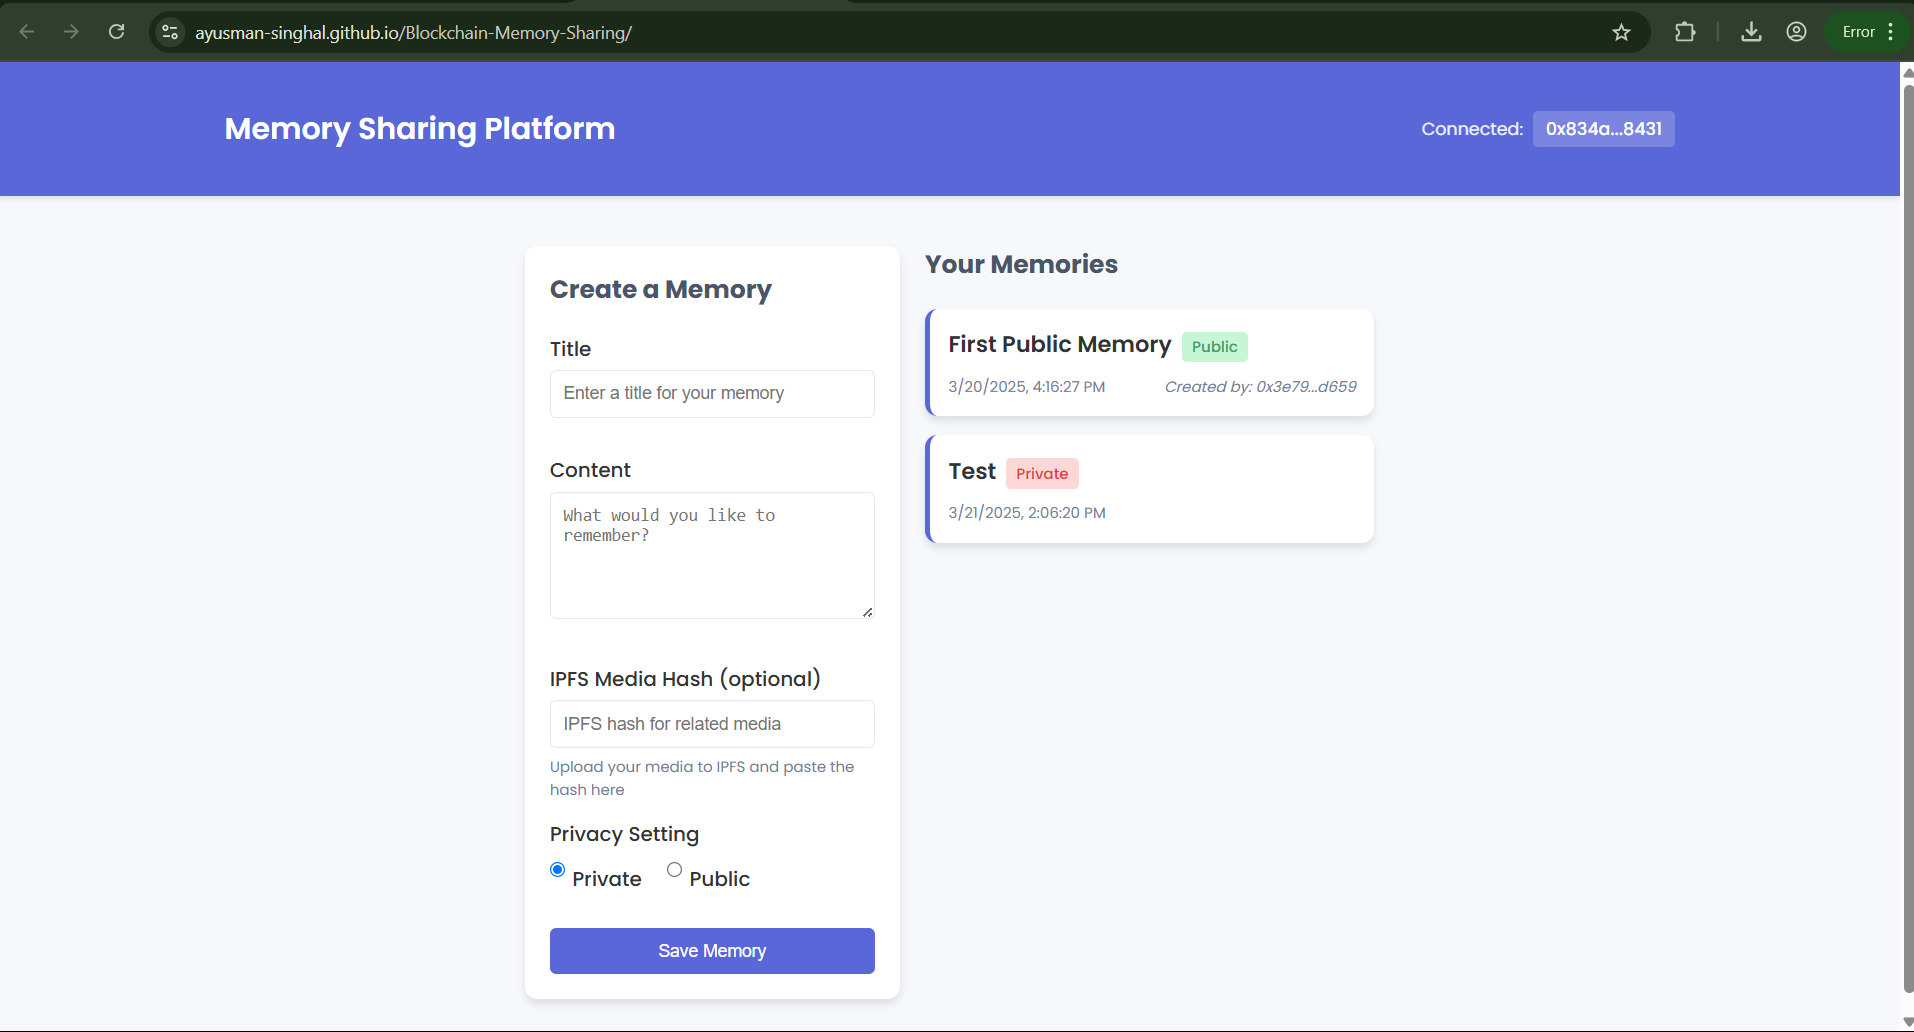 ayusman-singhal.github.io/Blockchain-Memory-Sharing/
Error
Memory Sharing Platform
Connected: 0x834a...8431
Create a Memory
Title
Enter a title for your memory
Content
What would you like to
remember?
IPFS Media Hash (optional)
IPFS hash for related media
Upload your media to IPFS and paste the
hash here
Privacy Setting
Private Public
Save Memory
Your Memories
First Public Memory Public
3/20/2025, 4:16:27 PM Created by: 0x3e79...d659
Test Private
3/21/2025, 2:06:20 PM